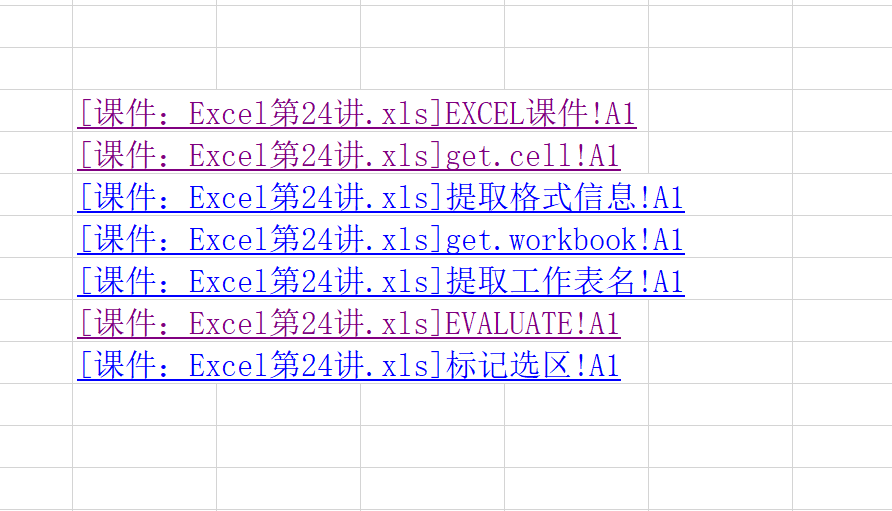 [课件：Excel第24讲.xls]EXCEL课件!A1
[课件：Excel第24讲.xls]get.cell!A1
[课件：Excel第24讲.xls]提取格式信息!A1
[课件：Excel第24讲.xls]get.workbook!A1
[课件：Excel第24讲.xls]提取工作表名!A1
[课件：Excel第24讲.xls]EVALUATE!A1
[课件：Excel第24讲.xls]标记选区!A1